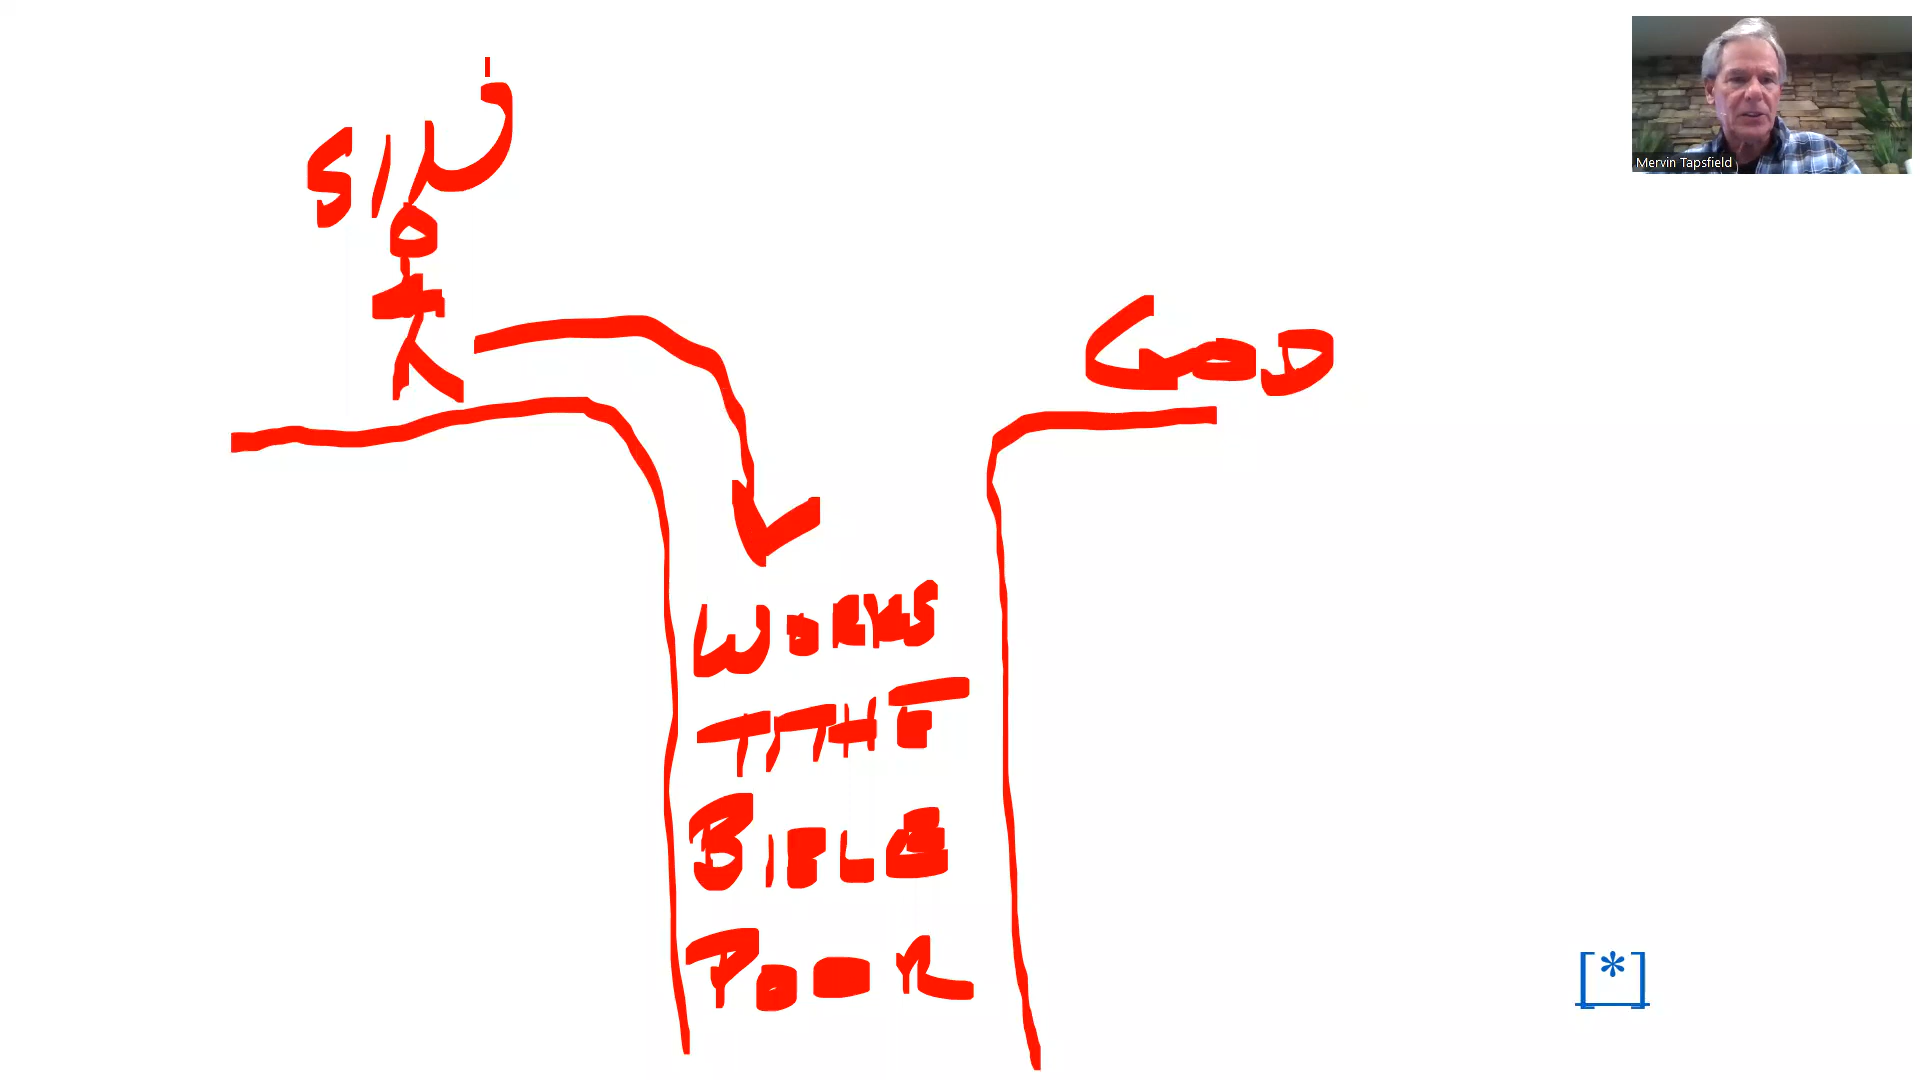 SIN
Mervin Tapsfield
GOD
WORKS
TITHE
BIBLE
POOR
[*]